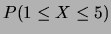 P(1 ≤ X ≤ 5)